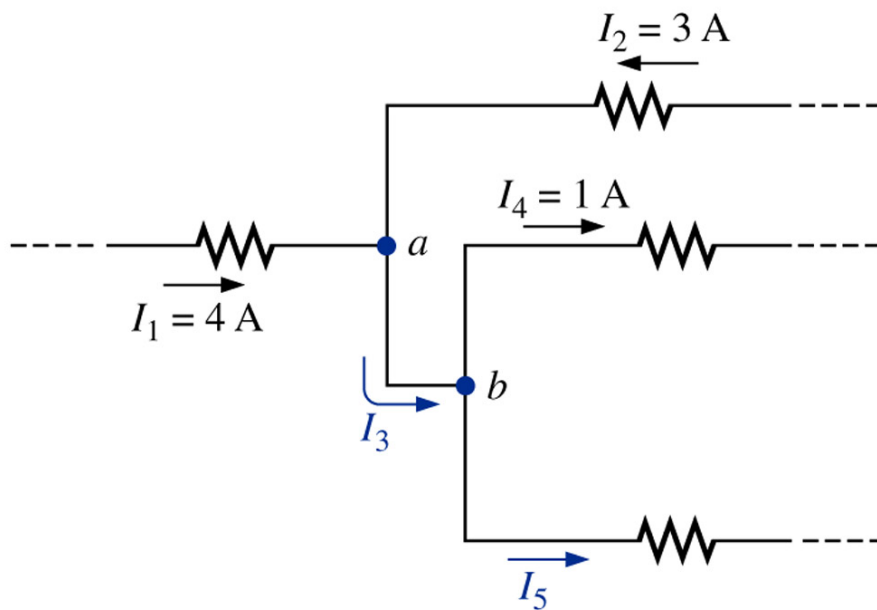 I₂ = 3 A
I₄ = 1 A
a
I₁ = 4 A
b
I₃
I₅